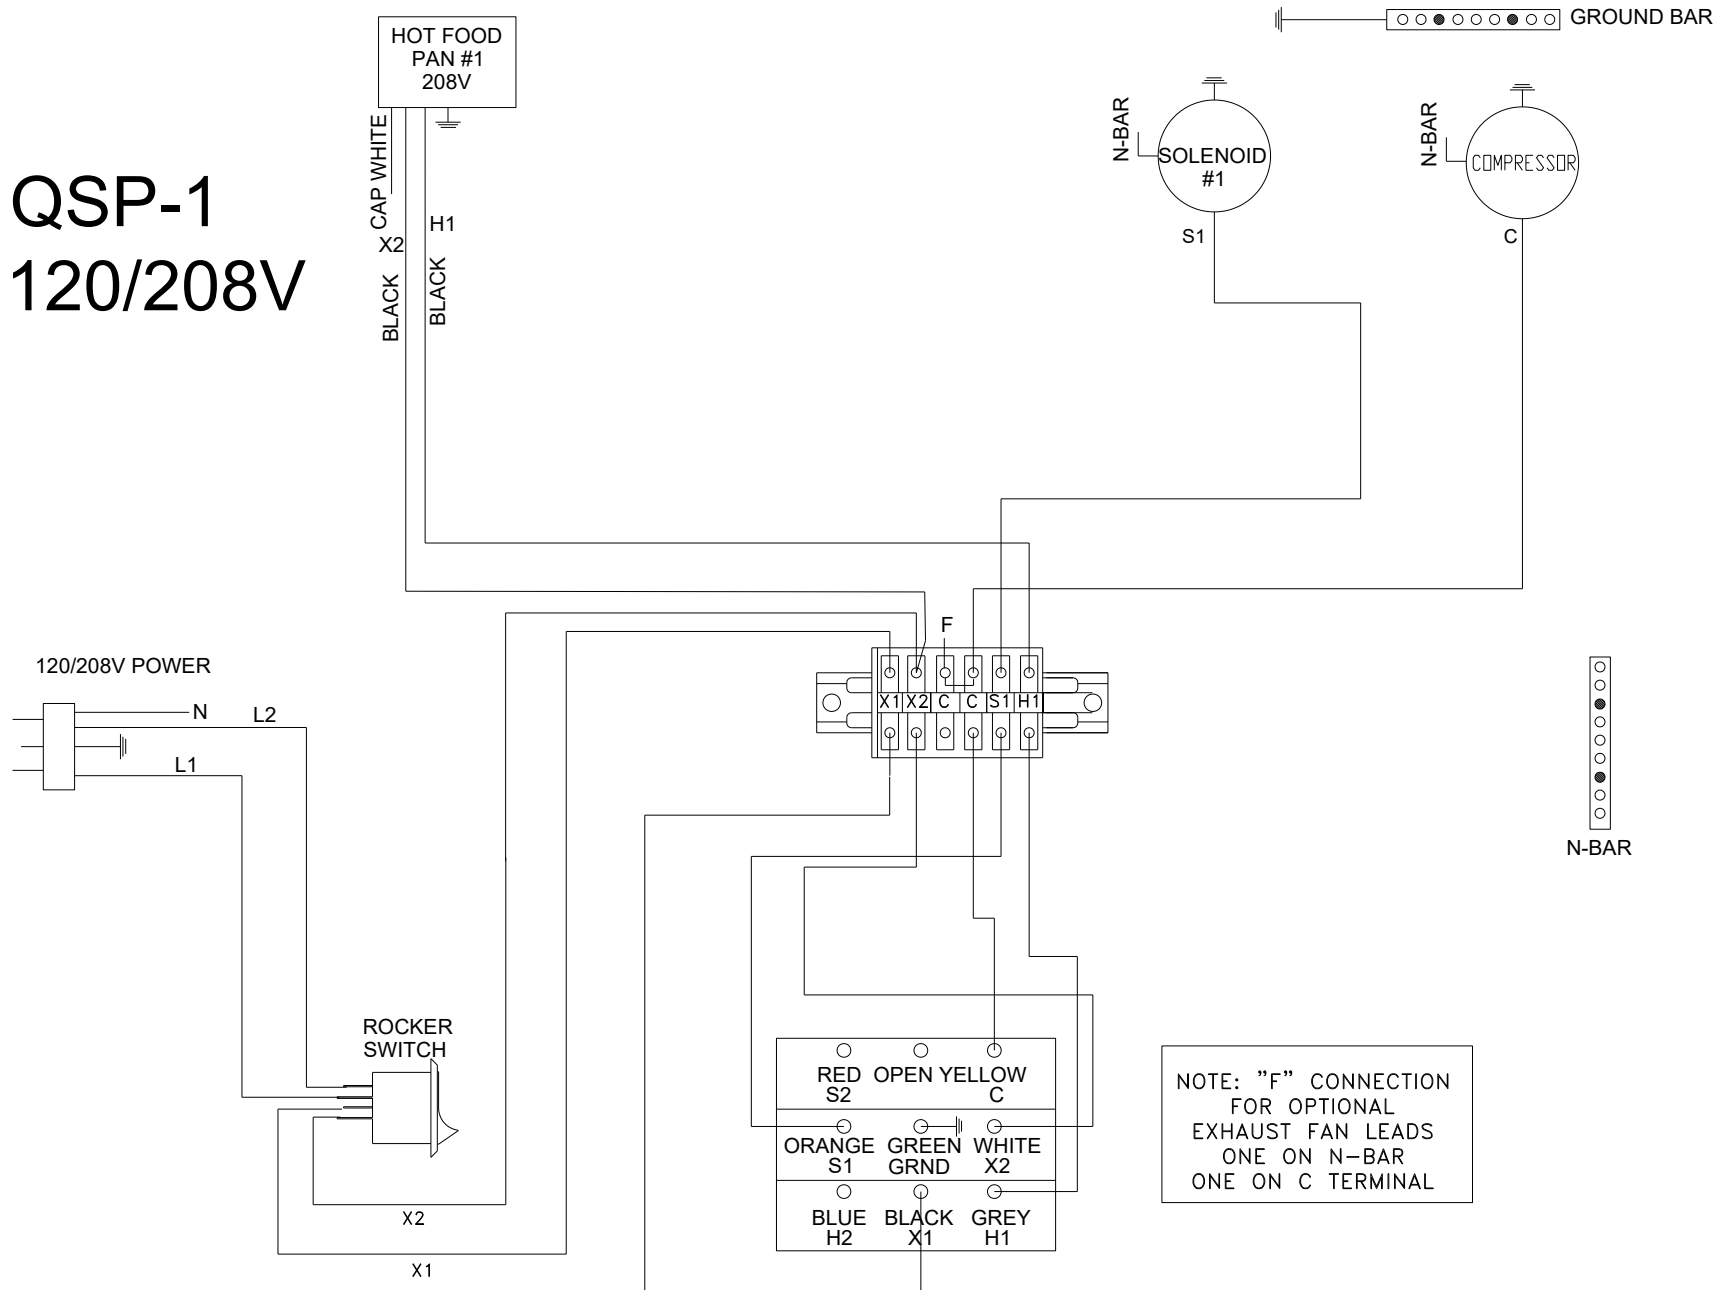 GROUND BAR
HOT FOOD
PAN #1
208V
QSP-1
120/208V
CAP WHITE
X2
BLACK
H1
BLACK
N-BAR
SOLENOID
#1
S1
N-BAR
COMPRESSOR
C
F
X1 X2 C C S1 H1
120/208V POWER
N
L2
L1
N-BAR
ROCKER
SWITCH
X2
X1
RED OPEN YELLOW
S2 C
ORANGE GREEN WHITE
S1 GRND X2
BLUE BLACK GREY
H2 X1 H1
NOTE: "F" CONNECTION
FOR OPTIONAL
EXHAUST FAN LEADS
ONE ON N-BAR
ONE ON C TERMINAL